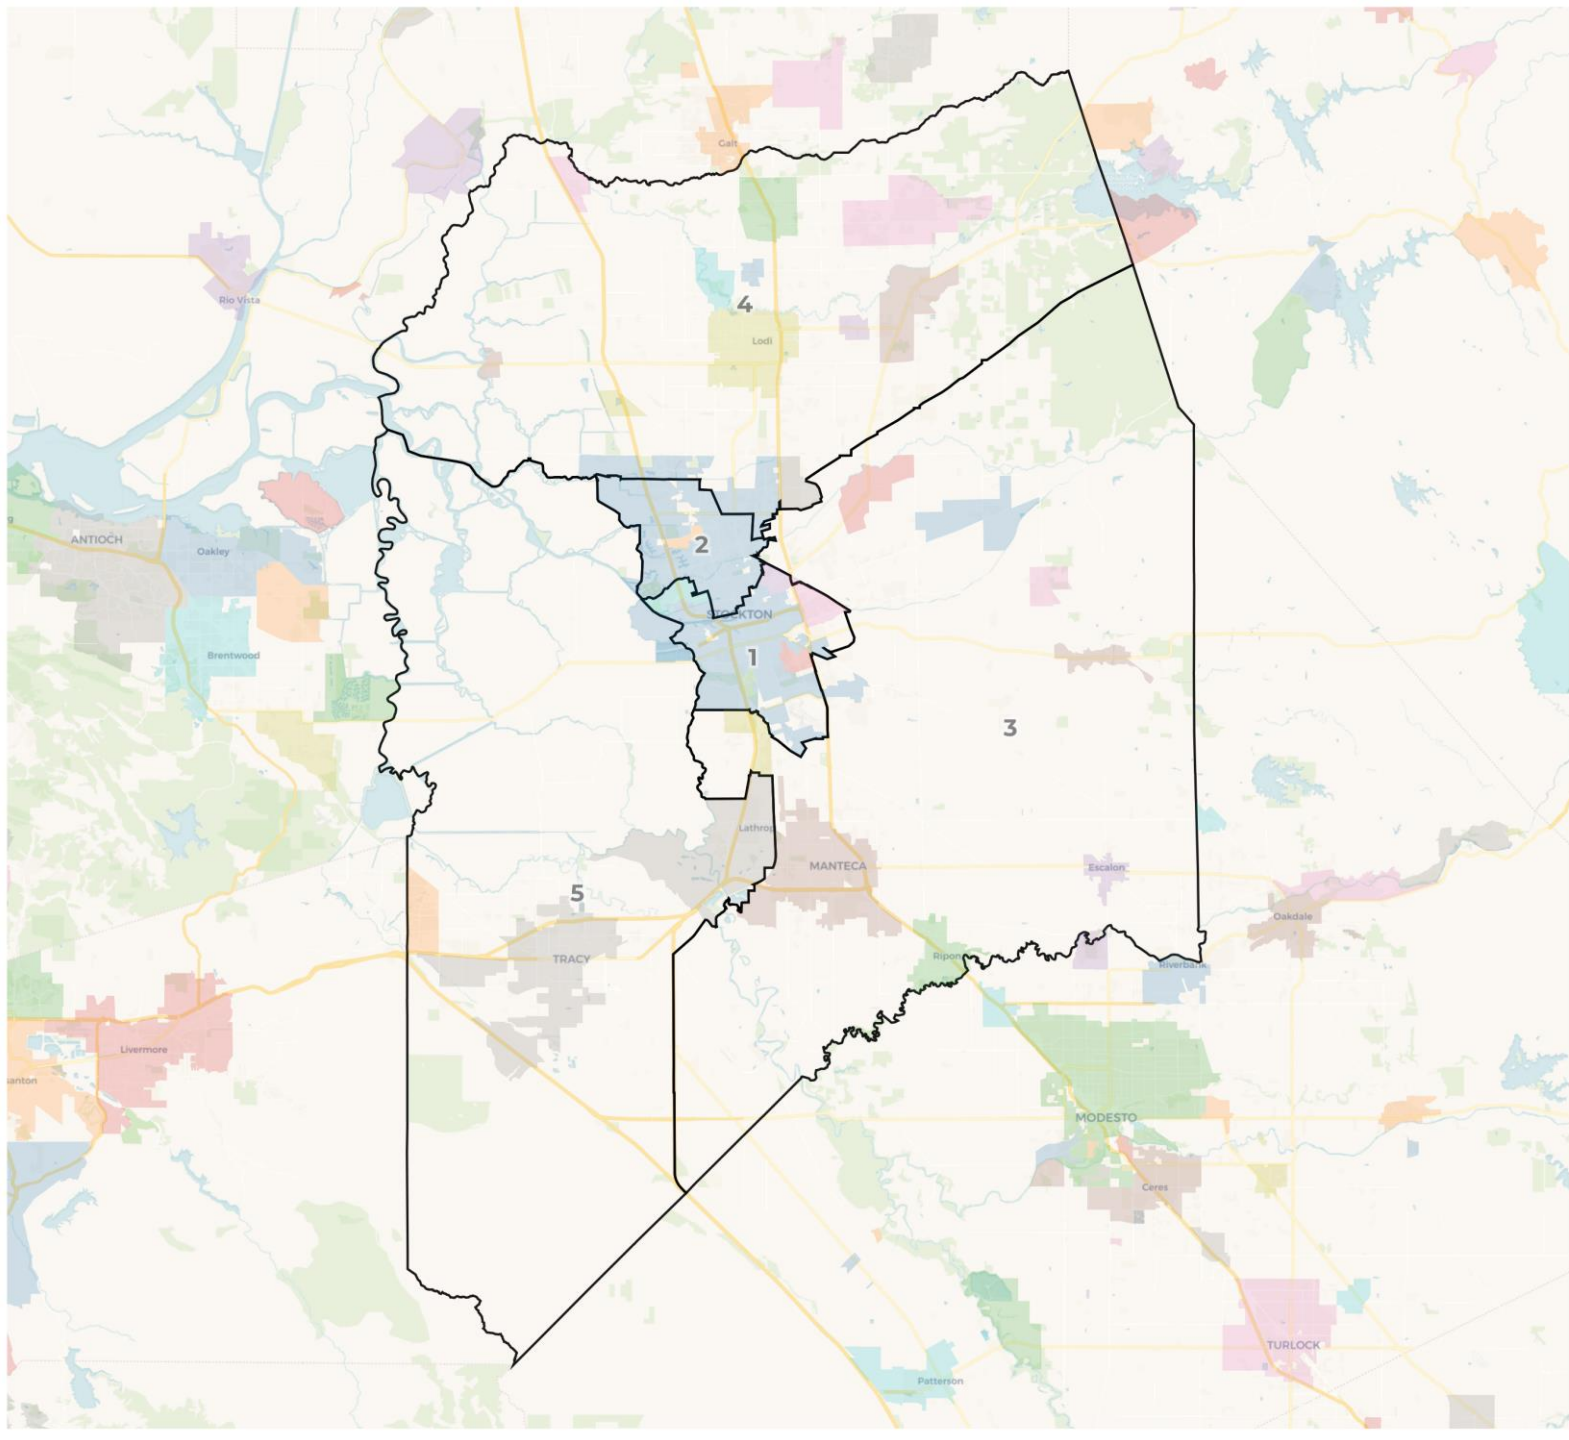 Galt
Rio Vista
4
Lodi
ANTIOCH
Oakley
2
STOCKTON
Brentwood
1
3
Lathrop
MANTECA
Escalon
5
Oakdale
TRACY
Ripon
Riverbank
Livermore
santon
MODESTO
Ceres
TURLOCK
Patterson